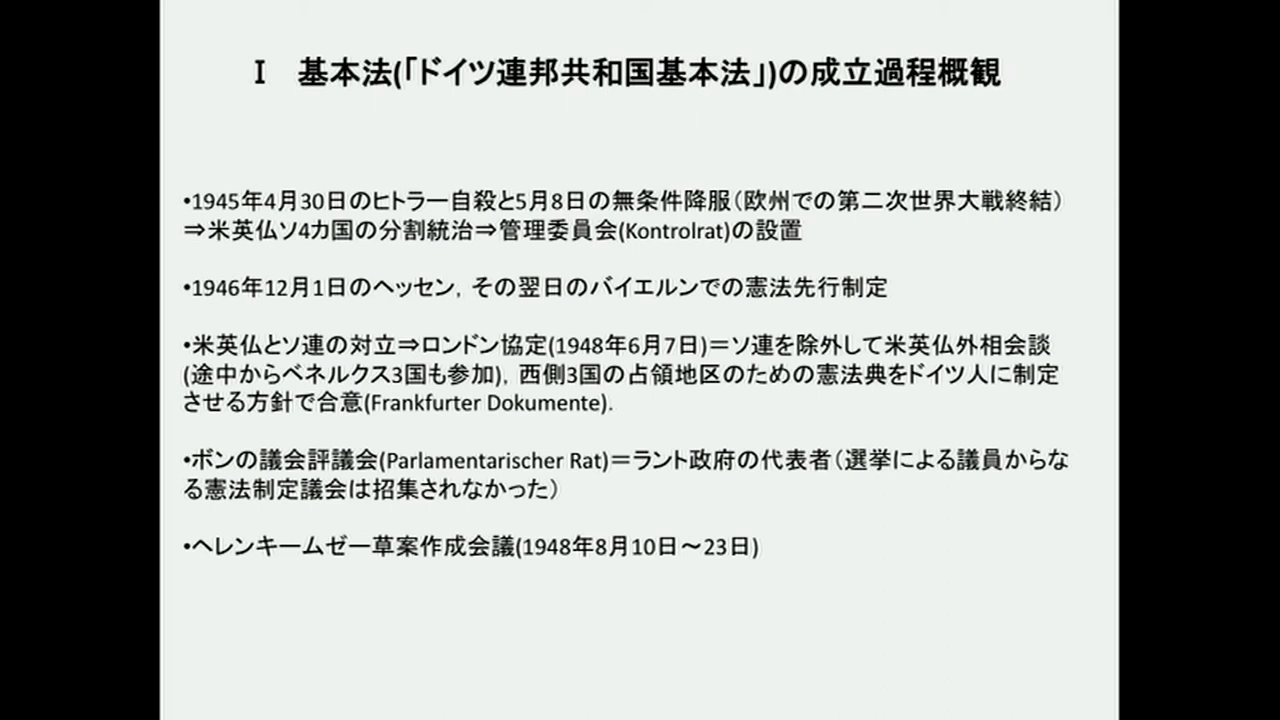 Ⅰ 基本法(「ドイツ連邦共和国基本法」)の成立過程概観
•1945年4月30日のヒトラー自殺と5月8日の無条件降服（欧州での第二次世界大戦終結）
⇒米英仏ソ4カ国の分割統治⇒管理委員会(Kontrolrat)の設置
•1946年12月1日のヘッセン，その翌日のバイエルンでの憲法先行制定
•米英仏とソ連の対立⇒ロンドン協定(1948年6月7日)＝ソ連を除外して米英仏外相会談
(途中からベネルクス3国も参加)，西側3国の占領地区のための憲法典をドイツ人に制定
させる方針で合意(Frankfurter Dokumente).
•ボンの議会評議会(Parlamentarischer Rat)＝ラント政府の代表者（選挙による議員からな
る憲法制定議会は招集されなかった）
•ヘレンキームゼー草案作成会議(1948年8月10日～23日)